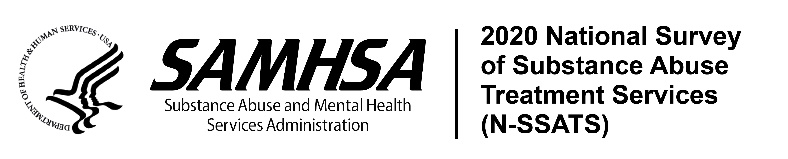 DEPARTMENT OF HEALTH & HUMAN SERVICES · USA
SAMHSA
Substance Abuse and Mental Health
Services Administration
2020 National Survey
of Substance Abuse
Treatment Services
(N-SSATS)